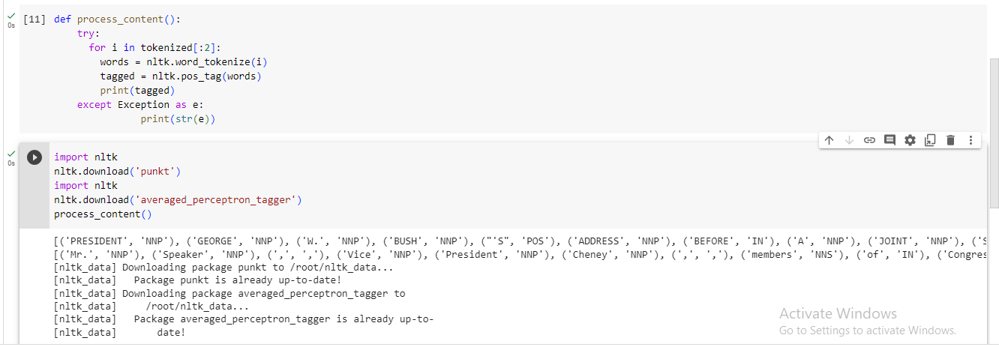 [11] def process_content():
try:
for i in tokenized[:2]:
words = nltk.word_tokenize(i)
tagged = nltk.pos_tag(words)
print(tagged)
except Exception as e:
print(str(e))
0s
0s
import nltk
nltk.download('punkt')
import nltk
nltk.download('averaged_perceptron_tagger')
process_content()
[('PRESIDENT', 'NNP'), ('GEORGE', 'NNP'), ('W.', 'NNP'), ('BUSH', 'NNP'), ("'S", 'POS'), ('ADDRESS', 'NNP'), ('BEFORE', 'IN'), ('A', 'NNP'), ('JOINT', 'NNP'), ('S
[('Mr.', 'NNP'), ('Speaker', 'NNP'), (',', ','), ('Vice', 'NNP'), ('President', 'NNP'), ('Cheney', 'NNP'), (',', ','), ('members', 'NNS'), ('of', 'IN'), ('Congres
[nltk_data] Downloading package punkt to /root/nltk_data...
[nltk_data]   Package punkt is already up-to-date!
[nltk_data] Downloading package averaged_perceptron_tagger to
[nltk_data]     /root/nltk_data...
[nltk_data]   Package averaged_perceptron_tagger is already up-to-
[nltk_data]       date!
Activate Windows
Go to Settings to activate Windows.